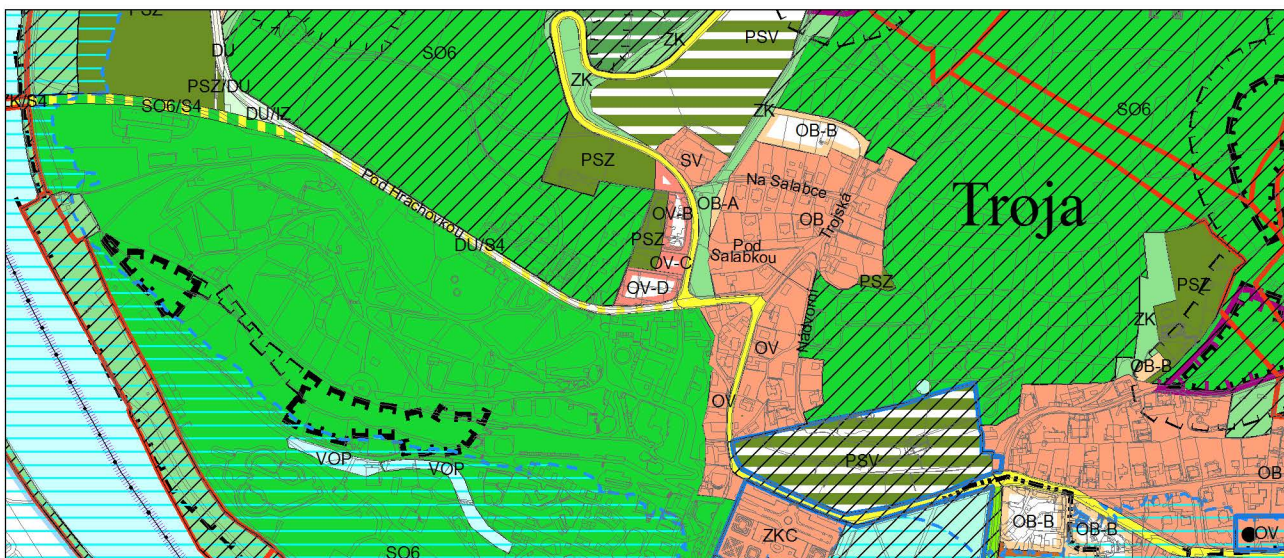 DU
SO6
ZK
PSV
PSZ
ZK
PSZ/DU
SO6/S4
DU/IZ
K/S4
SO6
ZK
OB-B
PSZ
SV
Na Salabce
Troja
Pod Hrachovkou
OB-A
OV-B
OB
Trojská
DU/S4
PSZ
Pod
Salabkou
OV-C
OV-D
PSZ
PSZ
Nádvorní
ZK
OV
OB-B
OV
VOP
VOP
PSV
OB
OB-B
OB-B
OV
ZKC
SO6